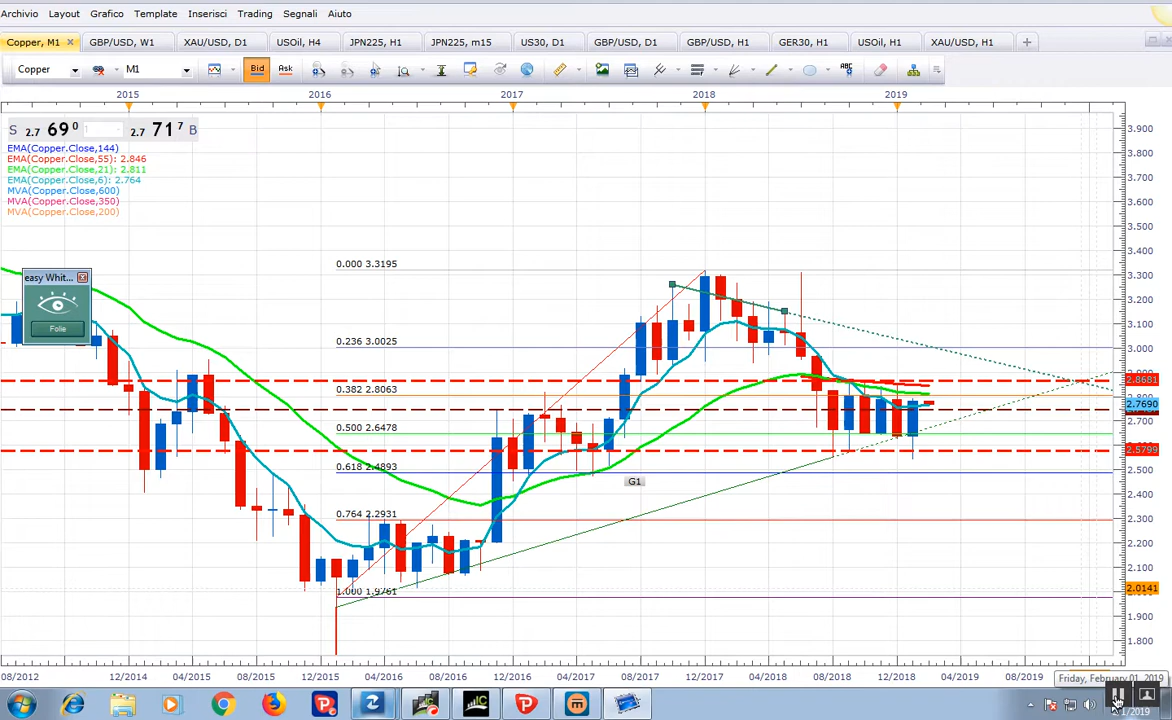 Archivio Layout Grafico Template Inserisci Trading Segnali Aiuto
Copper, M1 GBP/USD, W1 XAU/USD, D1 USOil, H4 JPN225, H1 JPN225, m15 US30, D1 GBP/USD, D1 GBP/USD, H1 GER30, H1 USOil, H1 XAU/USD, H1
Copper M1 Bid Ask ABC
2015 2016 2017 2018 2019
S 2.7 69⁰ 1 2.7 71⁷ B
EMA(Copper.Close,144)
EMA(Copper.Close,55): 2.846
EMA(Copper.Close,21): 2.811
EMA(Copper.Close,6): 2.764
MVA(Copper.Close,600)
MVA(Copper.Close,350)
MVA(Copper.Close,200)
easy Whit...
Folie
0.000 3.3195
0.236 3.0025
0.382 2.8063
0.500 2.6478
0.618 2.4893
G1
0.764 2.2931
1.000 1.9761
3.900
3.800
3.700
3.600
3.500
3.400
3.300
3.200
3.100
3.000
2.8681
2.7690
2.5799
2.500
2.400
2.300
2.200
2.100
2.0141
1.900
1.800
08/2012 12/2014 04/2015 08/2015 12/2015 04/2016 08/2016 12/2016 04/2017 08/2017 12/2017 04/2018 08/2018 12/2018 04/2019 08/2019
Friday, February 01, 2019